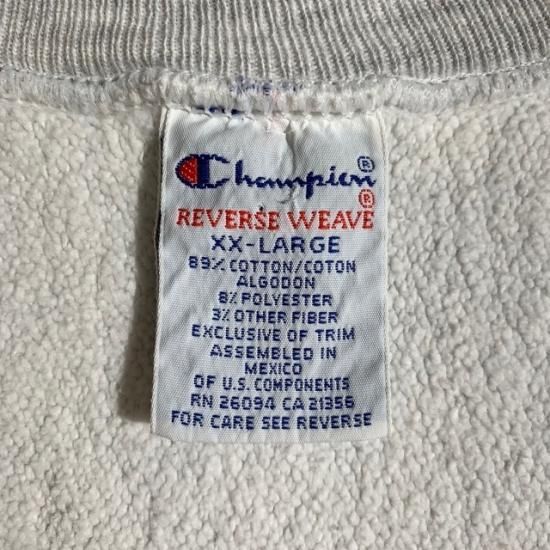 Champion®
REVERSE WEAVE®
XX-LARGE
89% COTTON/COTON
ALGODON
8% POLYESTER
3% OTHER FIBER
EXCLUSIVE OF TRIM
ASSEMBLED IN
MEXICO
OF U.S. COMPONENTS
RN 26094 CA 21356
FOR CARE SEE REVERSE